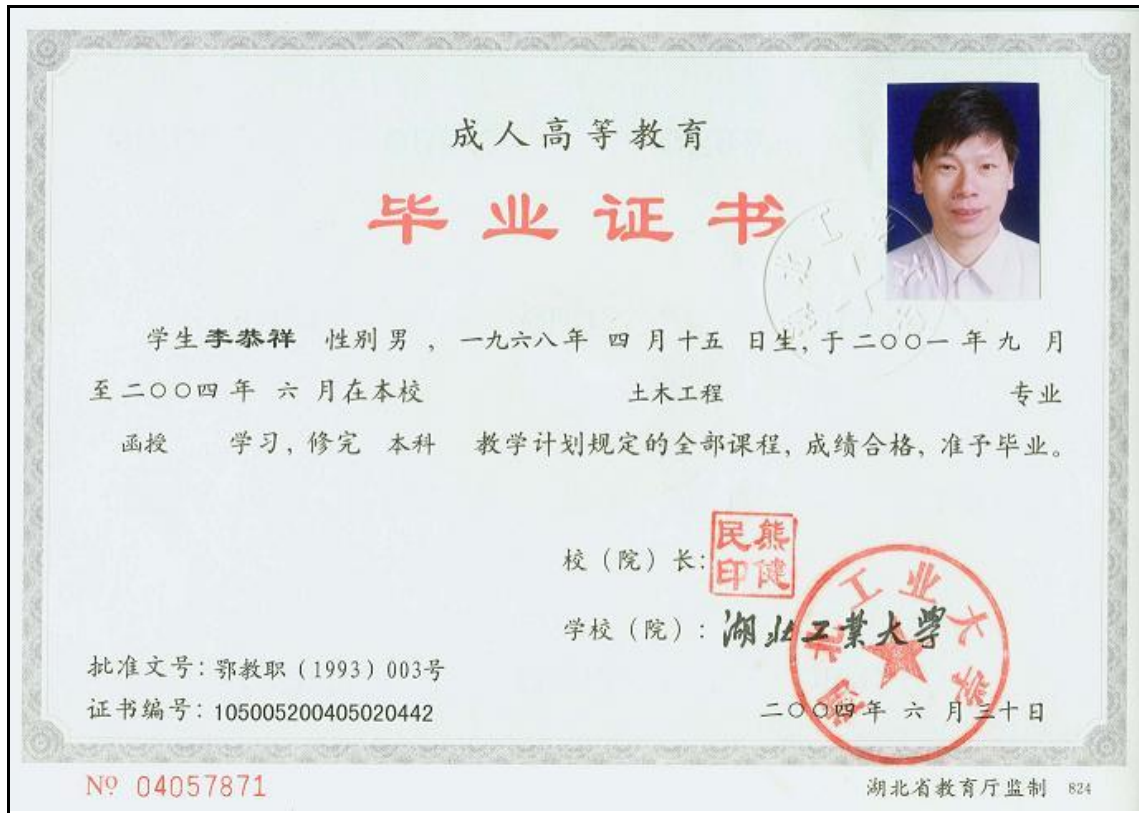 成人高等教育
毕业证书
学生李恭祥 性别男 , 一九六八年 四 月十五 日生, 于二〇〇一年九 月
至二〇〇四年 六 月在本校 土木工程 专业
函授 学习, 修完 本科 教学计划规定的全部课程, 成绩合格, 准予毕业。
校（院）长: 熊健民印
学校（院）: 湖北工業大學
湖北工业大学
批准文号: 鄂教职（1993）003号
证书编号: 105005200405020442
二〇〇四年 六 月三十日
№ 04057871
湖北省教育厅监制 824